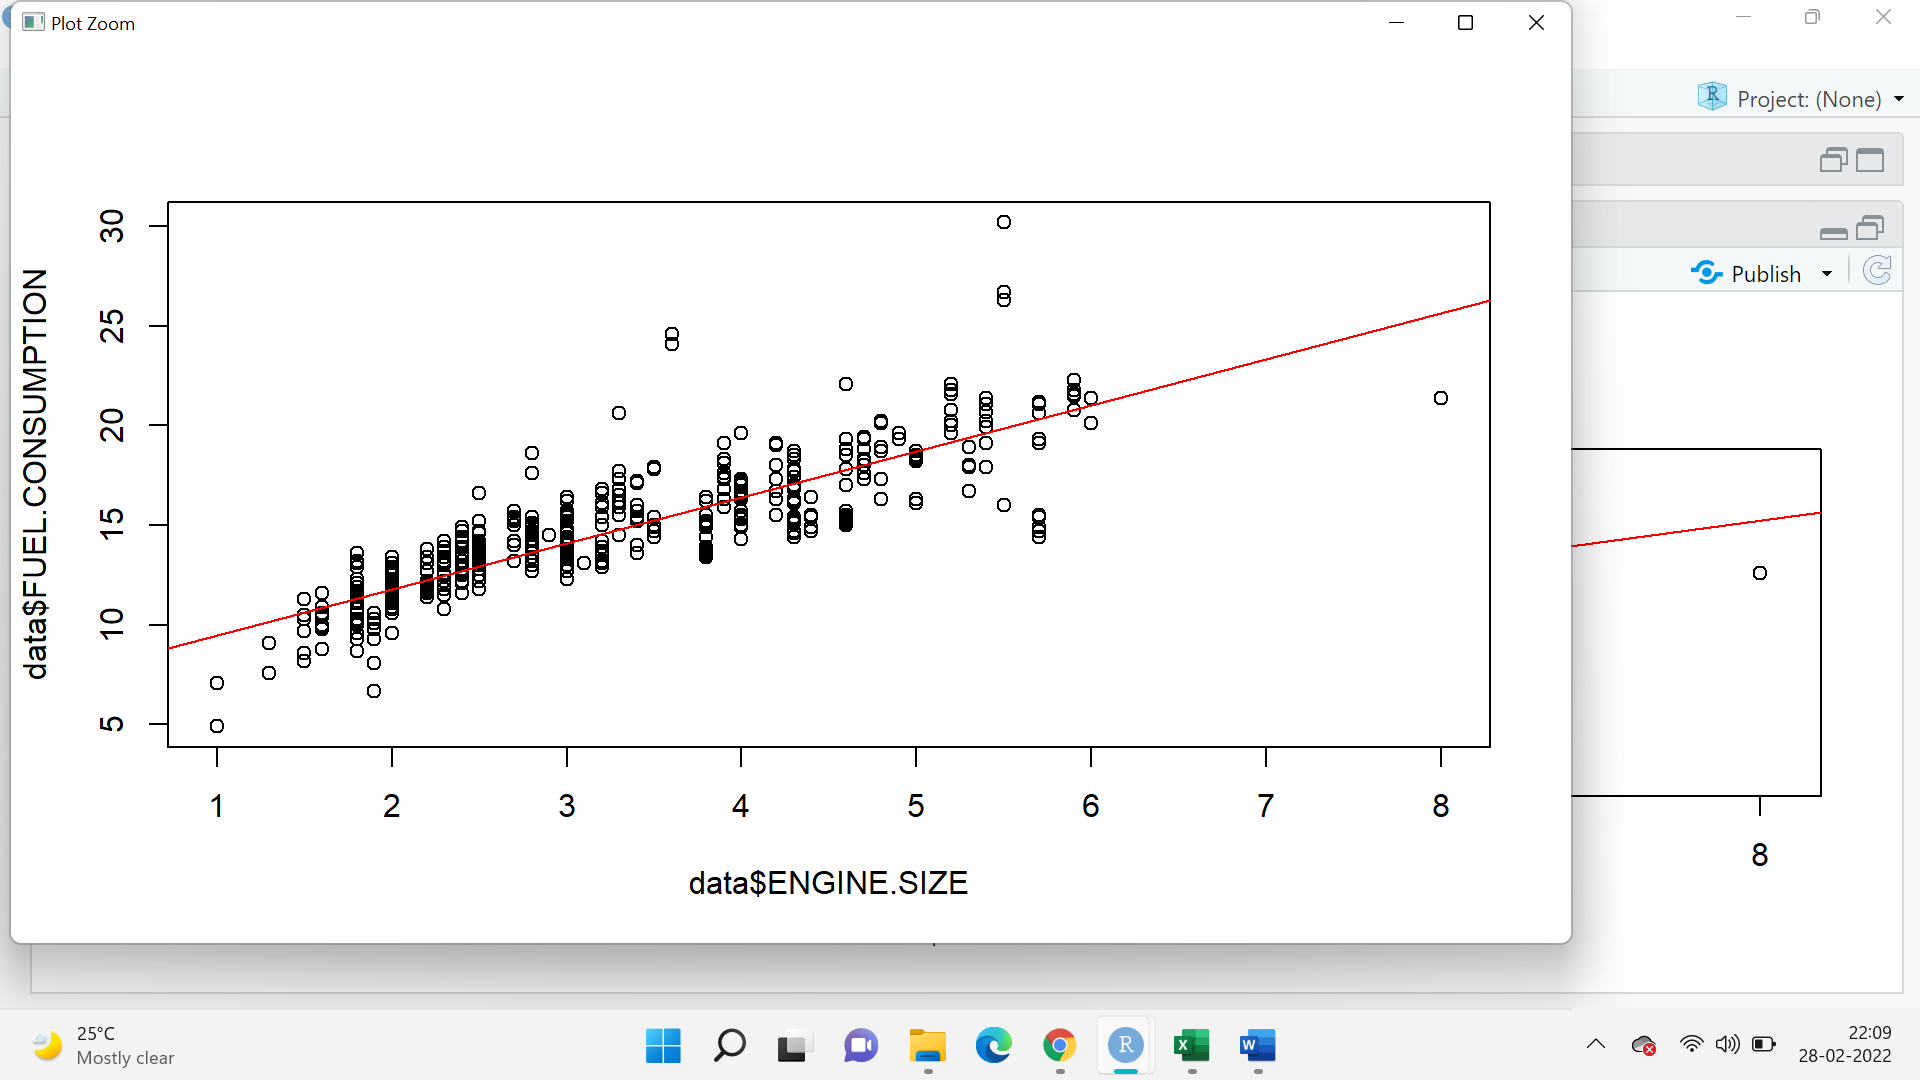 Plot Zoom
Project: (None)
Publish
data$FUEL.CONSUMPTION
30
25
20
15
10
5
1 2 3 4 5 6 7 8
data$ENGINE.SIZE
8
25°C
Mostly clear
R
X
W
22:09
28-02-2022